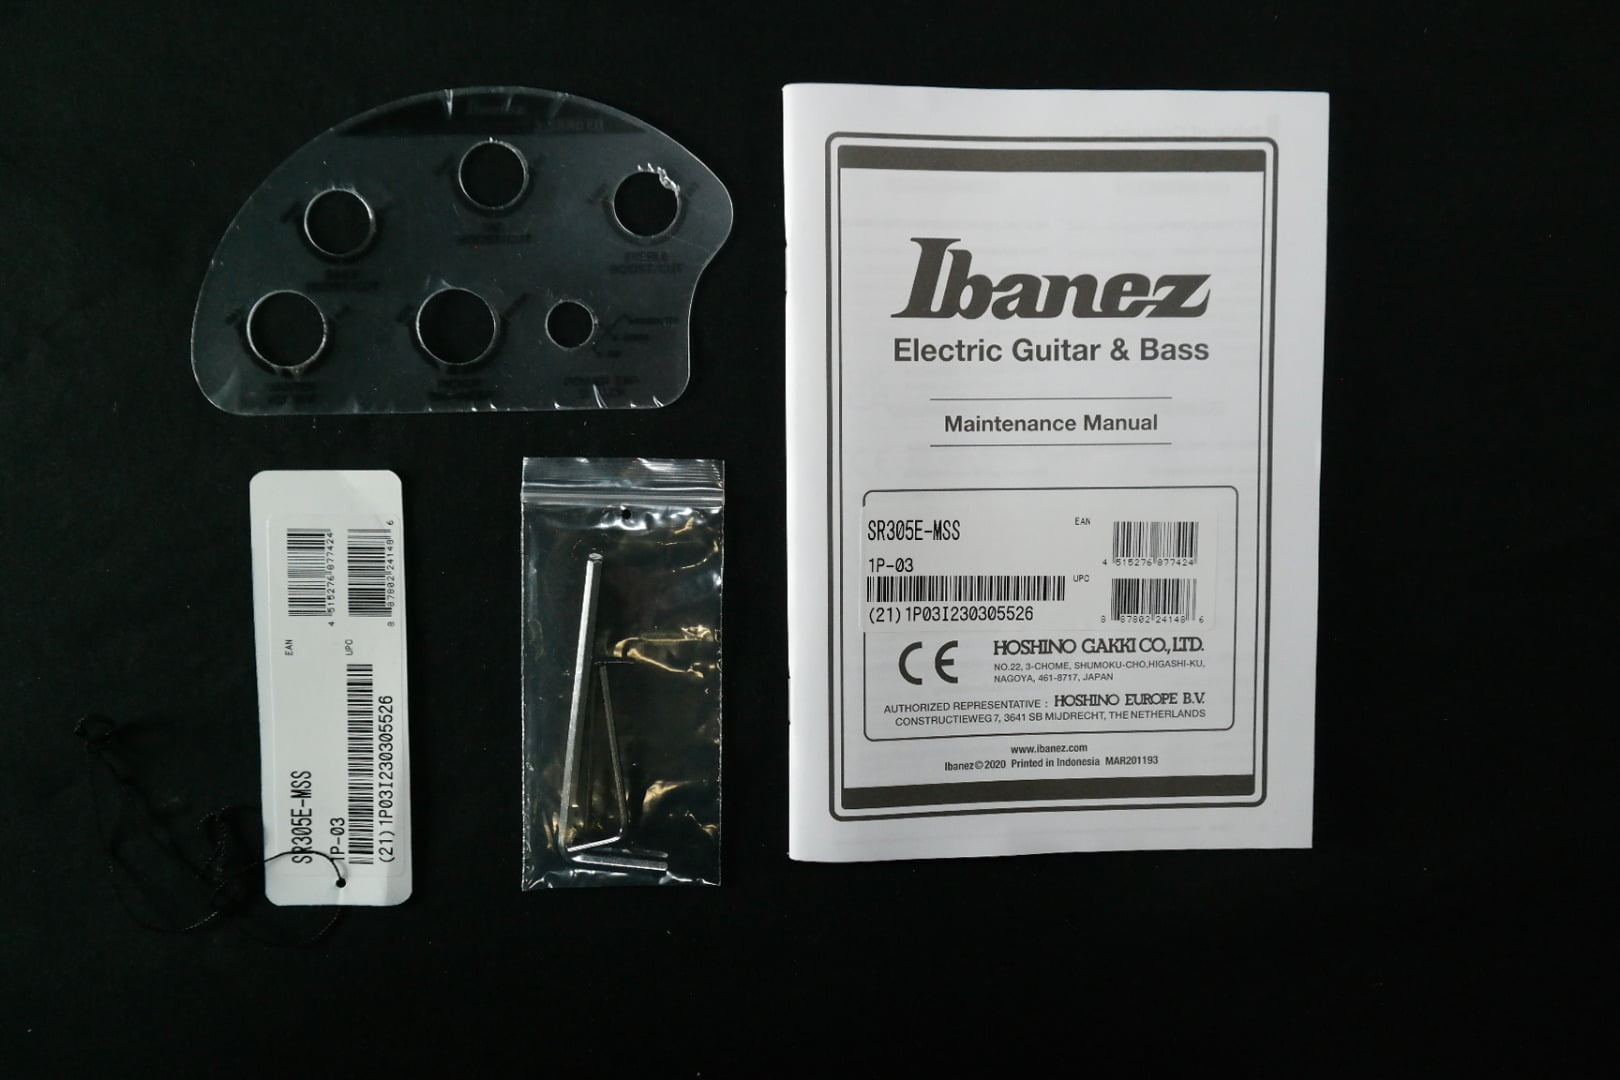 TREBLE
BOOST/CUT
POWER TAP
Ibanez
Electric Guitar & Bass
Maintenance Manual
SR305E-MSS
1P-03
(21)1P03I230305526
EAN
4 515276 877424
UPC
8 87802 24148 6
CE
HOSHINO GAKKI CO.,LTD.
NO.22, 3-CHOME, SHUMOKU-CHO,HIGASHI-KU,
NAGOYA, 461-8717, JAPAN
AUTHORIZED REPRESENTATIVE : HOSHINO EUROPE B.V.
CONSTRUCTIEWEG 7, 3641 SB MIJDRECHT, THE NETHERLANDS
www.ibanez.com
Ibanez©2020 Printed in Indonesia MAR201193
SR305E-MSS
1P-03
(21)1P03I230305526
EAN
4 515276 877424
UPC
8 87802 24148 6